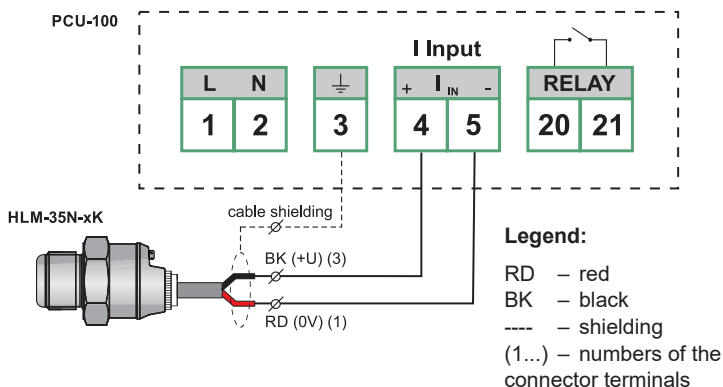 PCU-100
I Input
L N
+ I IN -
RELAY
1 2
3
4 5
20 21
HLM-35N-xK
cable shielding
BK (+U) (3)
RD (0V) (1)
Legend:
RD – red
BK – black
---- – shielding
(1...) – numbers of the
connector terminals